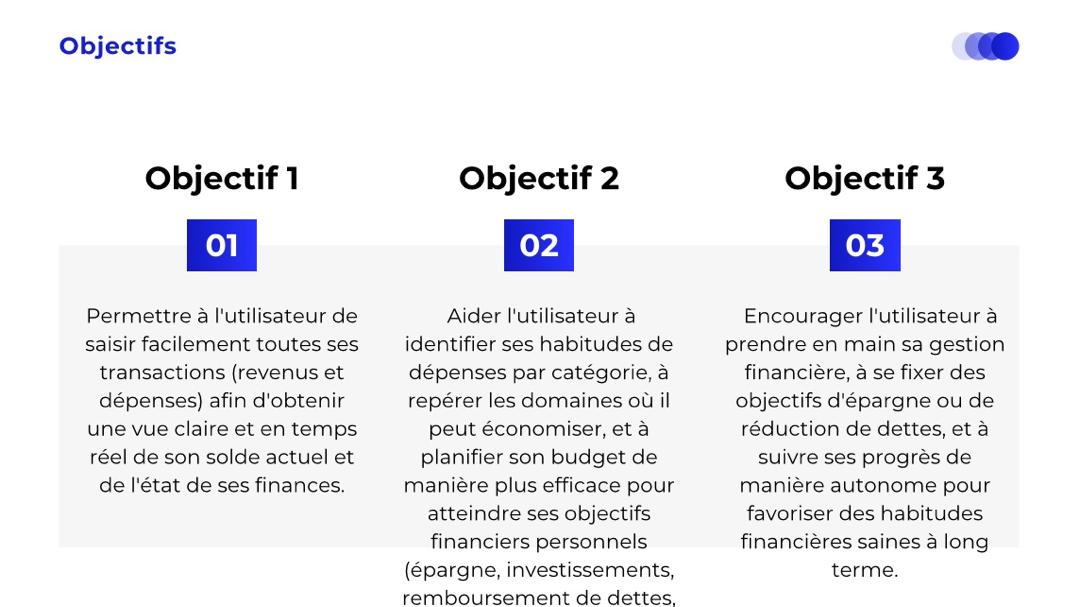 Objectifs
Objectif 1
Objectif 2
Objectif 3
01
02
03
Permettre à l'utilisateur de
saisir facilement toutes ses
transactions (revenus et
dépenses) afin d'obtenir
une vue claire et en temps
réel de son solde actuel et
de l'état de ses finances.
Aider l'utilisateur à
identifier ses habitudes de
dépenses par catégorie, à
repérer les domaines où il
peut économiser, et à
planifier son budget de
manière plus efficace pour
atteindre ses objectifs
financiers personnels
(épargne, investissements,
remboursement de dettes,
Encourager l'utilisateur à
prendre en main sa gestion
financière, à se fixer des
objectifs d'épargne ou de
réduction de dettes, et à
suivre ses progrès de
manière autonome pour
favoriser des habitudes
financières saines à long
terme.